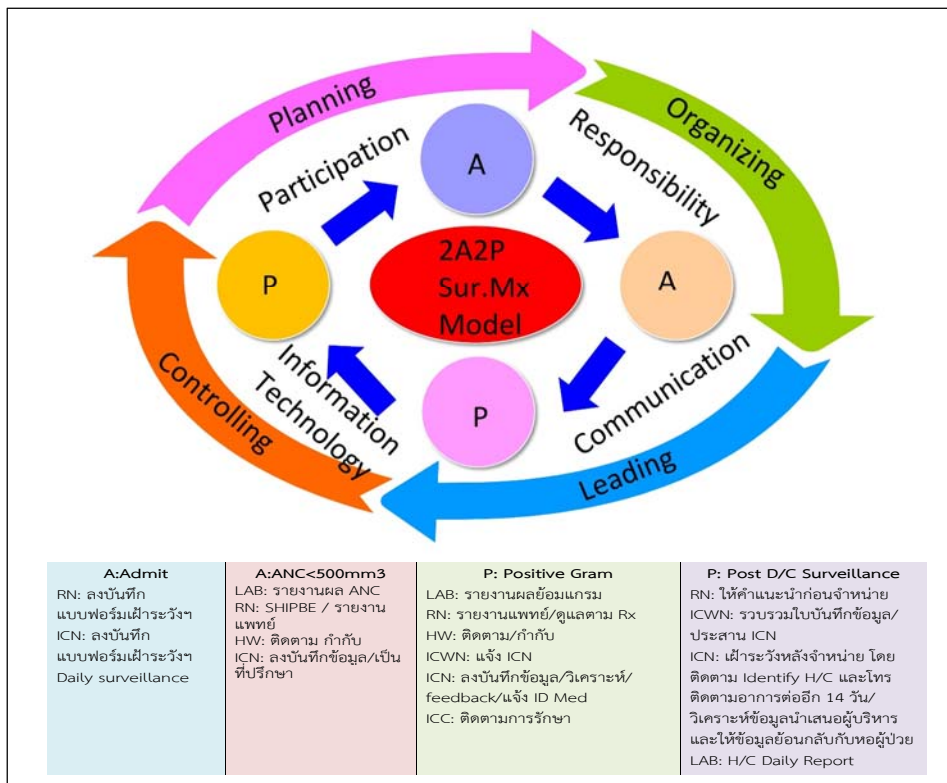 Planning
Organizing
Participation
Responsibility
A
2A2P
Sur.Mx
Model
P
A
Controlling
Information
Technology
P
Communication
Leading
A:Admit
RN: ลงบันทึก
แบบฟอร์มเฝ้าระวังฯ
ICN: ลงบันทึก
แบบฟอร์มเฝ้าระวังฯ
Daily surveillance
A:ANC<500mm3
LAB: รายงานผล ANC
RN: SHIPBE / รายงาน
แพทย์
HW: ติดตาม กำกับ
ICN: ลงบันทึกข้อมูล/เป็น
ที่ปรึกษา
P: Positive Gram
LAB: รายงานผลย้อมแกรม
RN: รายงานแพทย์/ดูแลตาม Rx
HW: ติดตาม/กำกับ
ICWN: แจ้ง ICN
ICN: ลงบันทึกข้อมูล/วิเคราะห์/
feedback/แจ้ง ID Med
ICC: ติดตามการรักษา
P: Post D/C Surveillance
RN: ให้คำแนะนำก่อนจำหน่าย
ICWN: รวบรวมใบบันทึกข้อมูล/
ประสาน ICN
ICN: เฝ้าระวังหลังจำหน่าย โดย
ติดตาม Identify H/C และโทร
ติดตามอาการต่ออีก 14 วัน/
วิเคราะห์ข้อมูลนำเสนอผู้บริหาร
และให้ข้อมูลย้อนกลับกับหอผู้ป่วย
LAB: H/C Daily Report